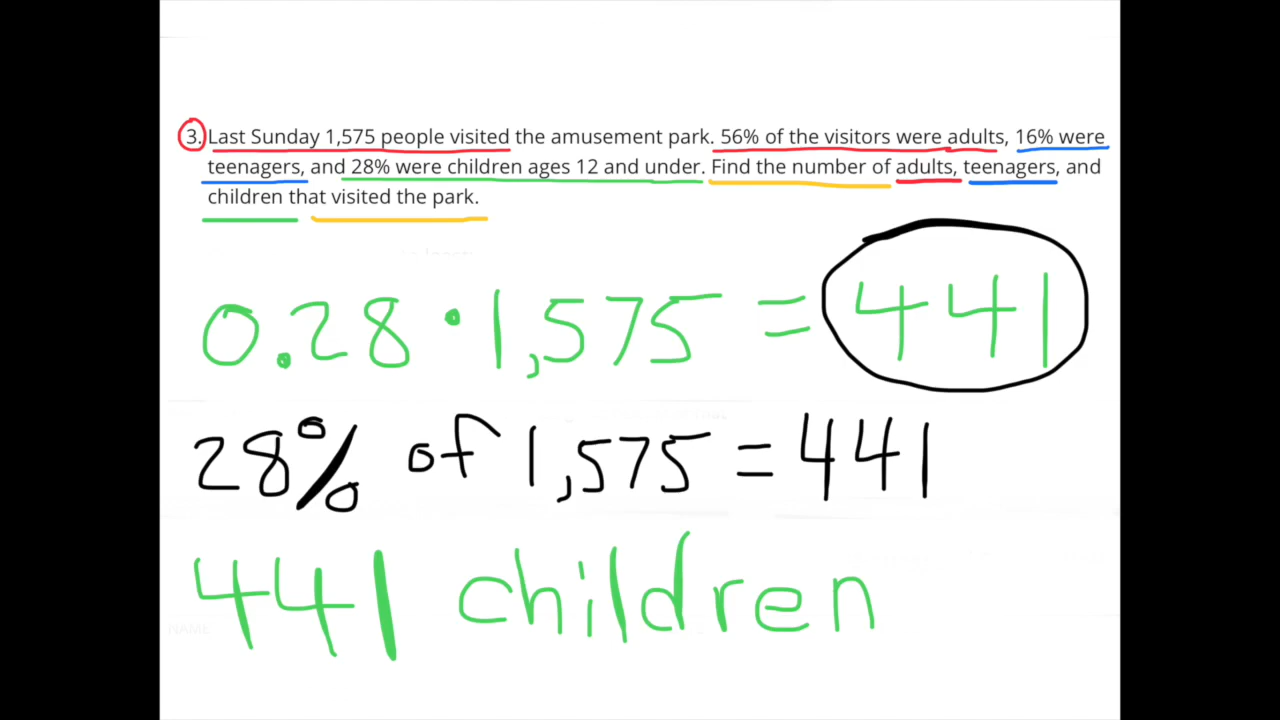 3. Last Sunday 1,575 people visited the amusement park. 56% of the visitors were adults, 16% were
teenagers, and 28% were children ages 12 and under. Find the number of adults, teenagers, and
children that visited the park.
0.28 · 1,575 = 441
28% of 1,575 = 441
441 children
NAME